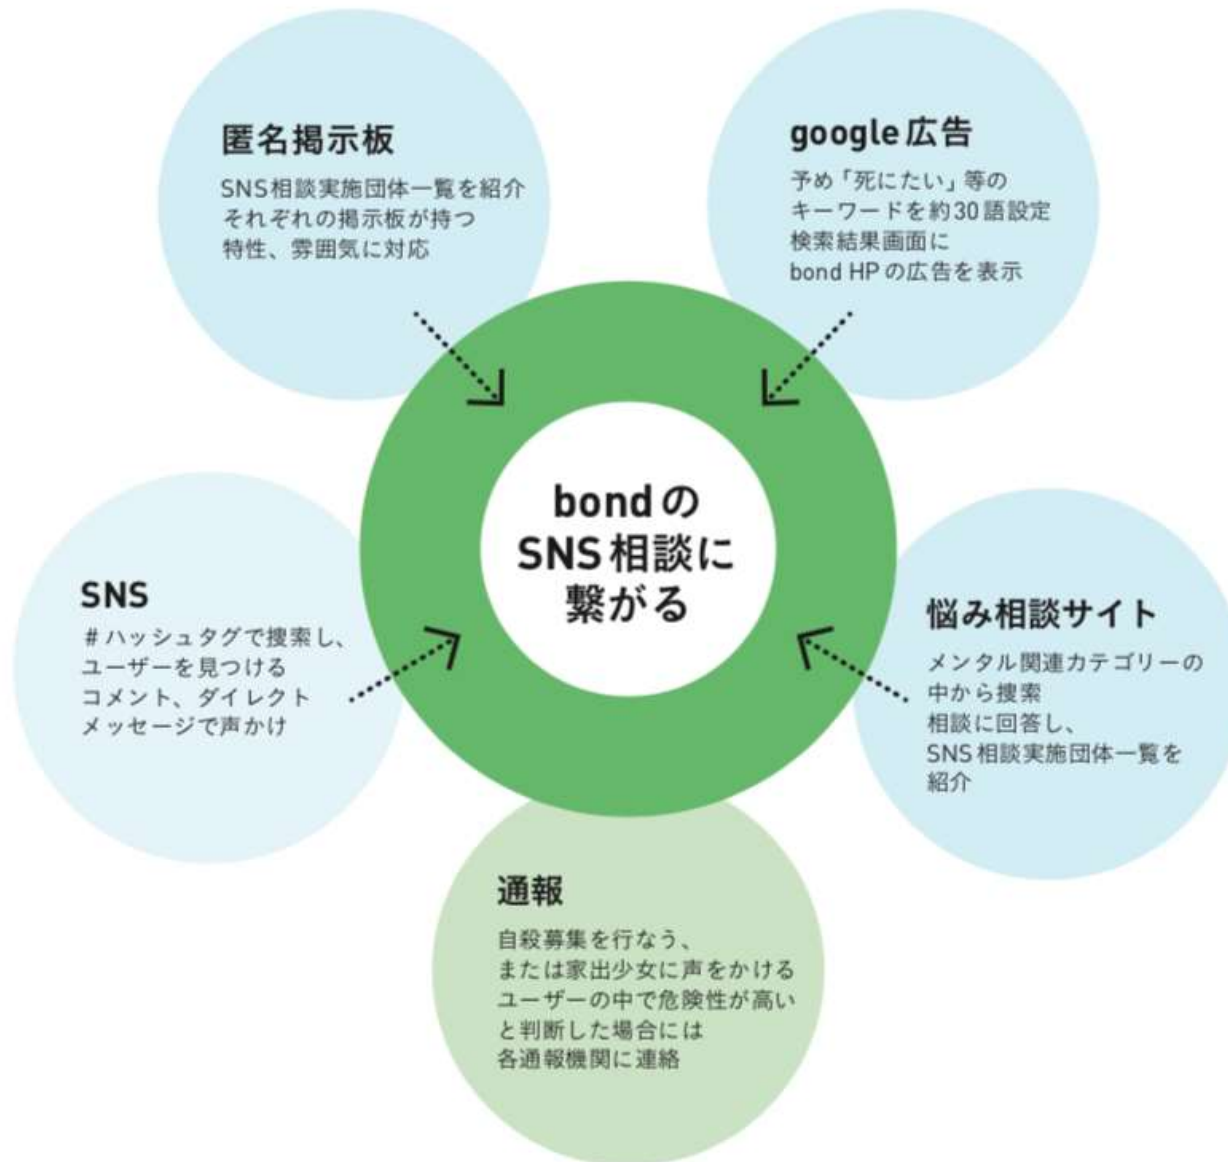 匿名掲示板
SNS相談実施団体一覧を紹介
それぞれの掲示板が持つ
特性、雰囲気に対応
google広告
予め「死にたい」等の
キーワードを約30語設定
検索結果画面に
bond HPの広告を表示
bondの
SNS相談に
繋がる
SNS
#ハッシュタグで捜索し、
ユーザーを見つける
コメント、ダイレクト
メッセージで声かけ
悩み相談サイト
メンタル関連カテゴリーの
中から捜索
相談に回答し、
SNS相談実施団体一覧を
紹介
通報
自殺募集を行なう、
または家出少女に声をかける
ユーザーの中で危険性が高い
と判断した場合には
各通報機関に連絡